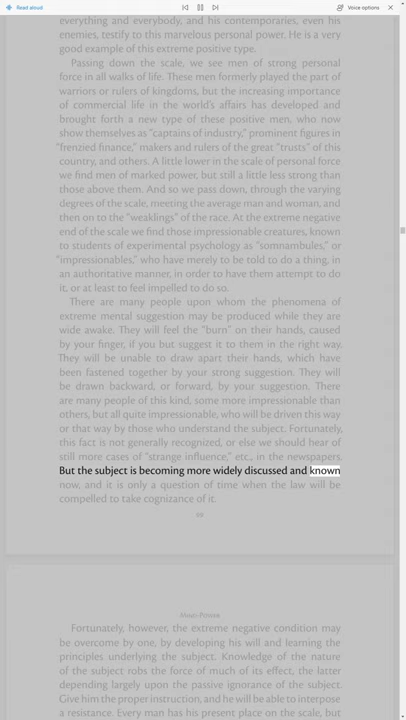 Read aloud
Voice options
everything and everybody, and his contemporaries, even his
enemies, testify to this marvelous personal power. He is a very
good example of this extreme positive type.
Passing down the scale, we see men of strong personal
force in all walks of life. These men formerly played the part of
warriors or rulers of kingdoms, but the increasing importance
of commercial life in the world's affairs has developed and
brought forth a new type of these positive men, who now
show themselves as "captains of industry," prominent figures in
"frenzied finance," makers and rulers of the great "trusts" of this
country, and others. A little lower in the scale of personal force
we find men of marked power, but still a little less strong than
those above them. And so we pass down, through the varying
degrees of the scale, meeting the average man and woman, and
then on to the "weaklings" of the race. At the extreme negative
end of the scale we find those impressionable creatures, known
to students of experimental psychology as "somnambules," or
"impressionables," who have merely to be told to do a thing, in
an authoritative manner, in order to have them attempt to do
it, or at least to feel impelled to do so.
There are many people upon whom the phenomena of
extreme mental suggestion may be produced while they are
wide awake. They will feel the "burn" on their hands, caused
by your finger, if you but suggest it to them in the right way.
They will be unable to draw apart their hands, which have
been fastened together by your strong suggestion. They will
be drawn backward, or forward, by your suggestion. There
are many people of this kind, some more impressionable than
others, but all quite impressionable, who will be driven this way
or that way by those who understand the subject. Fortunately,
this fact is not generally recognized, or else we should hear of
still more cases of "strange influence," etc., in the newspapers.
But the subject is becoming more widely discussed and known
now, and it is only a question of time when the law will be
compelled to take cognizance of it.
69
Mind‑Power
Fortunately, however, the extreme negative condition may
be overcome by one, by developing his will and learning the
principles underlying the subject. Knowledge of the nature
of the subject robs the force of much of its effect, the latter
depending largely upon the passive ignorance of the subject.
Give him the proper instruction, and he will be able to interpose
a resistance. Every man has his present place on the scale, but